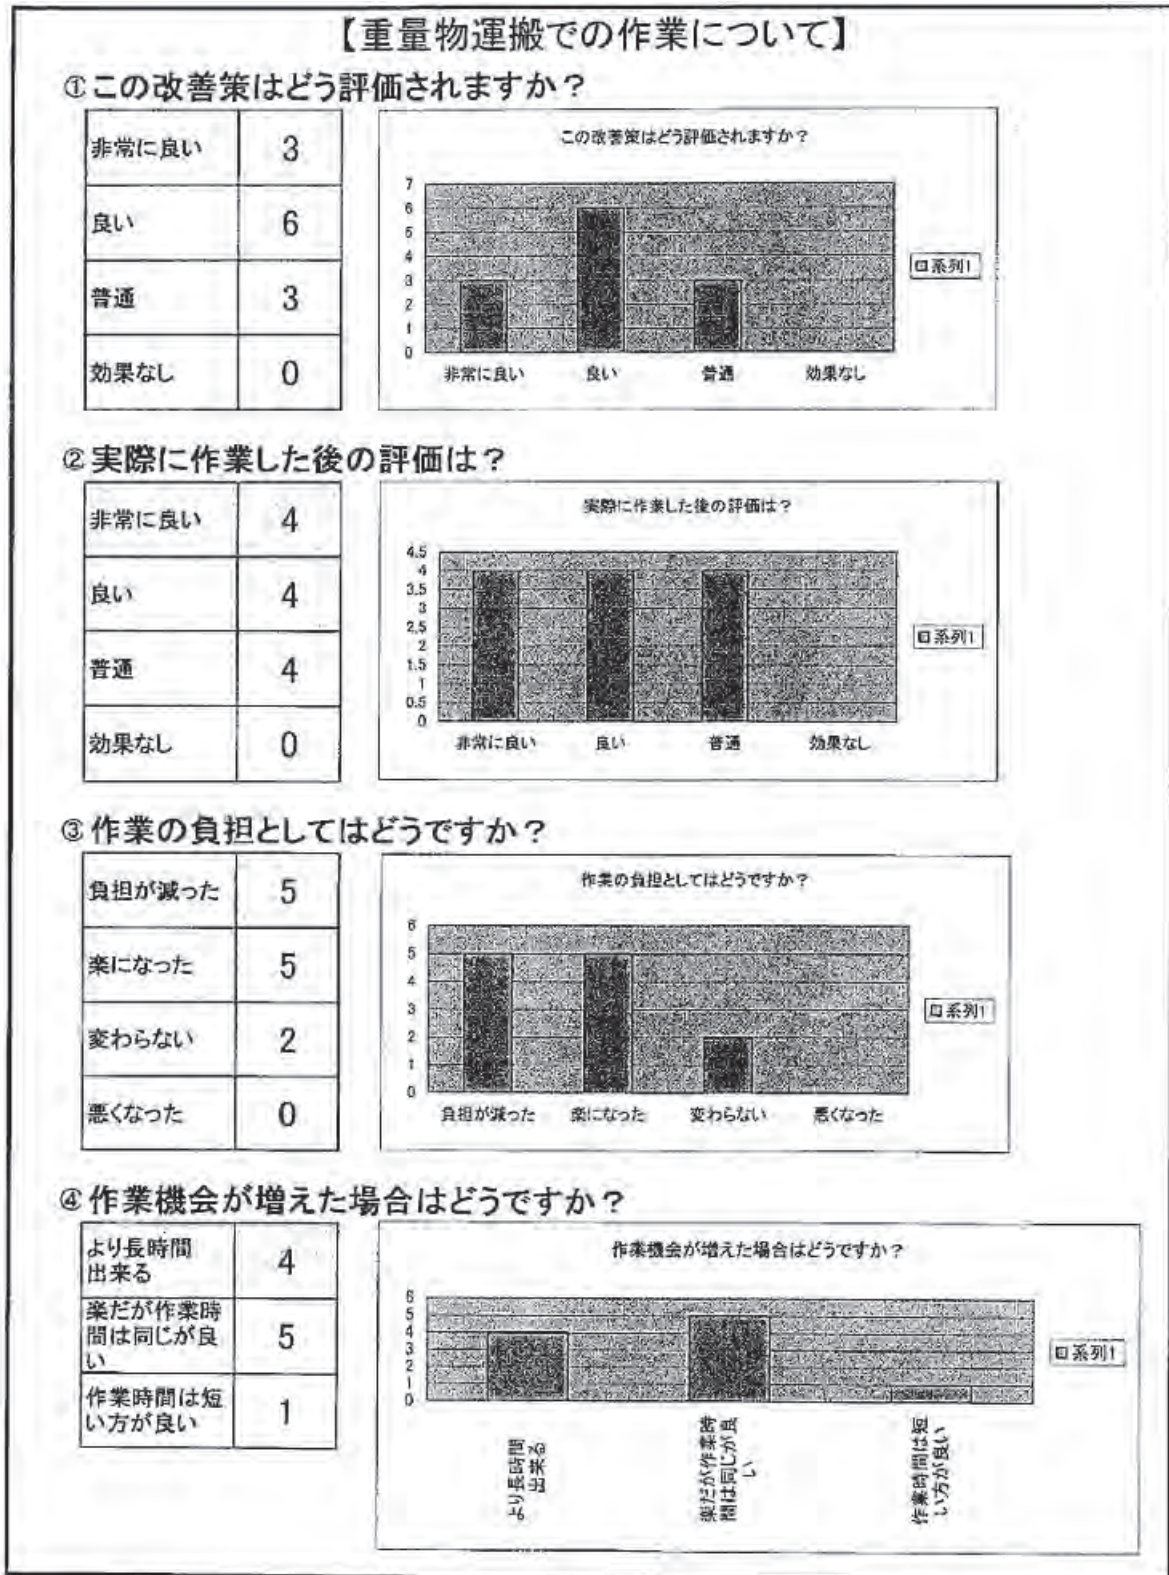 【重量物運搬での作業について】
①この改善策はどう評価されますか？
非常に良い 3
良い 6
普通 3
効果なし 0
この改善策はどう評価されますか？
7
6
5
4
3
2
1
0
非常に良い 良い 普通 効果なし
系列1
②実際に作業した後の評価は？
非常に良い 4
良い 4
普通 4
効果なし 0
実際に作業した後の評価は？
4.5
4
3.5
3
2.5
2
1.5
1
0.5
0
非常に良い 良い 普通 効果なし
系列1
③作業の負担としてはどうですか？
負担が減った 5
楽になった 5
変わらない 2
悪くなった 0
作業の負担としてはどうですか？
6
5
4
3
2
1
0
負担が減った 楽になった 変わらない 悪くなった
系列1
④作業機会が増えた場合はどうですか？
より長時間
出来る 4
楽だが作業時
間は同じが良
い 5
作業時間は短
い方が良い 1
作業機会が増えた場合はどうですか？
6
5
4
3
2
1
0
より長時間
出来る
楽だが作業時
間は同じが良
い
作業時間は短
い方が良い
系列1